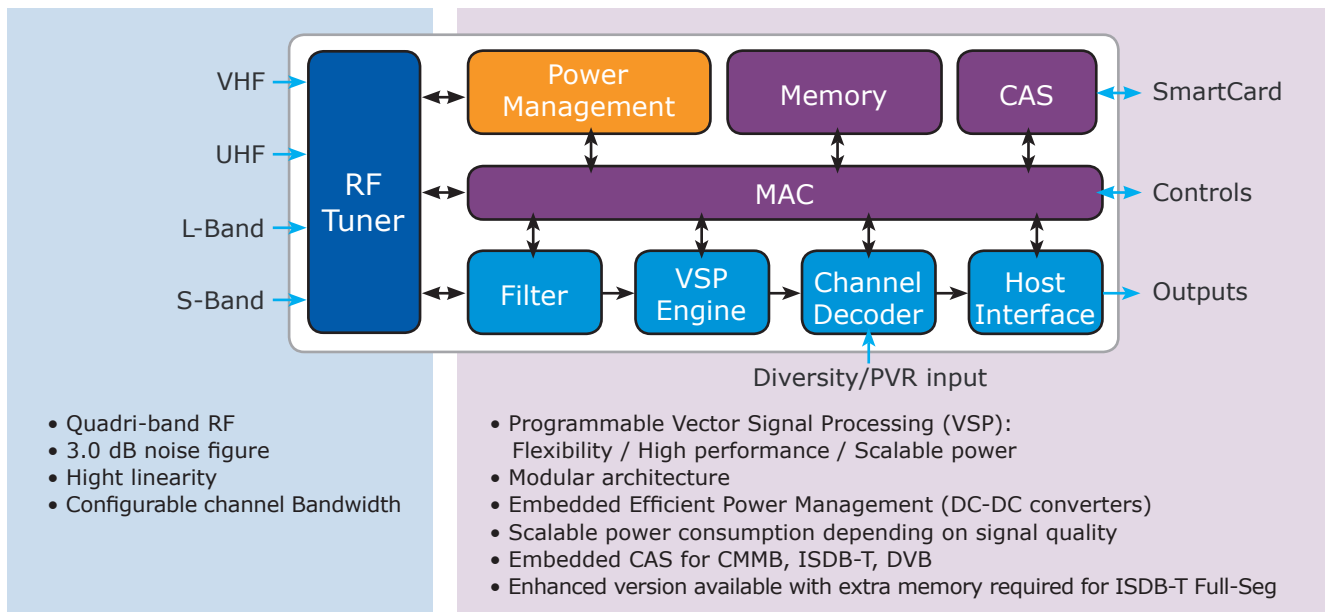 VHF
UHF
L-Band
S-Band
RF
Tuner
Power
Management
Memory
CAS
MAC
Filter
VSP
Engine
Channel
Decoder
Host
Interface
SmartCard
Controls
Outputs
Diversity/PVR input
• Quadri-band RF
• 3.0 dB noise figure
• Hight linearity
• Configurable channel Bandwidth
• Programmable Vector Signal Processing (VSP):
Flexibility / High performance / Scalable power
• Modular architecture
• Embedded Efficient Power Management (DC-DC converters)
• Scalable power consumption depending on signal quality
• Embedded CAS for CMMB, ISDB-T, DVB
• Enhanced version available with extra memory required for ISDB-T Full-Seg